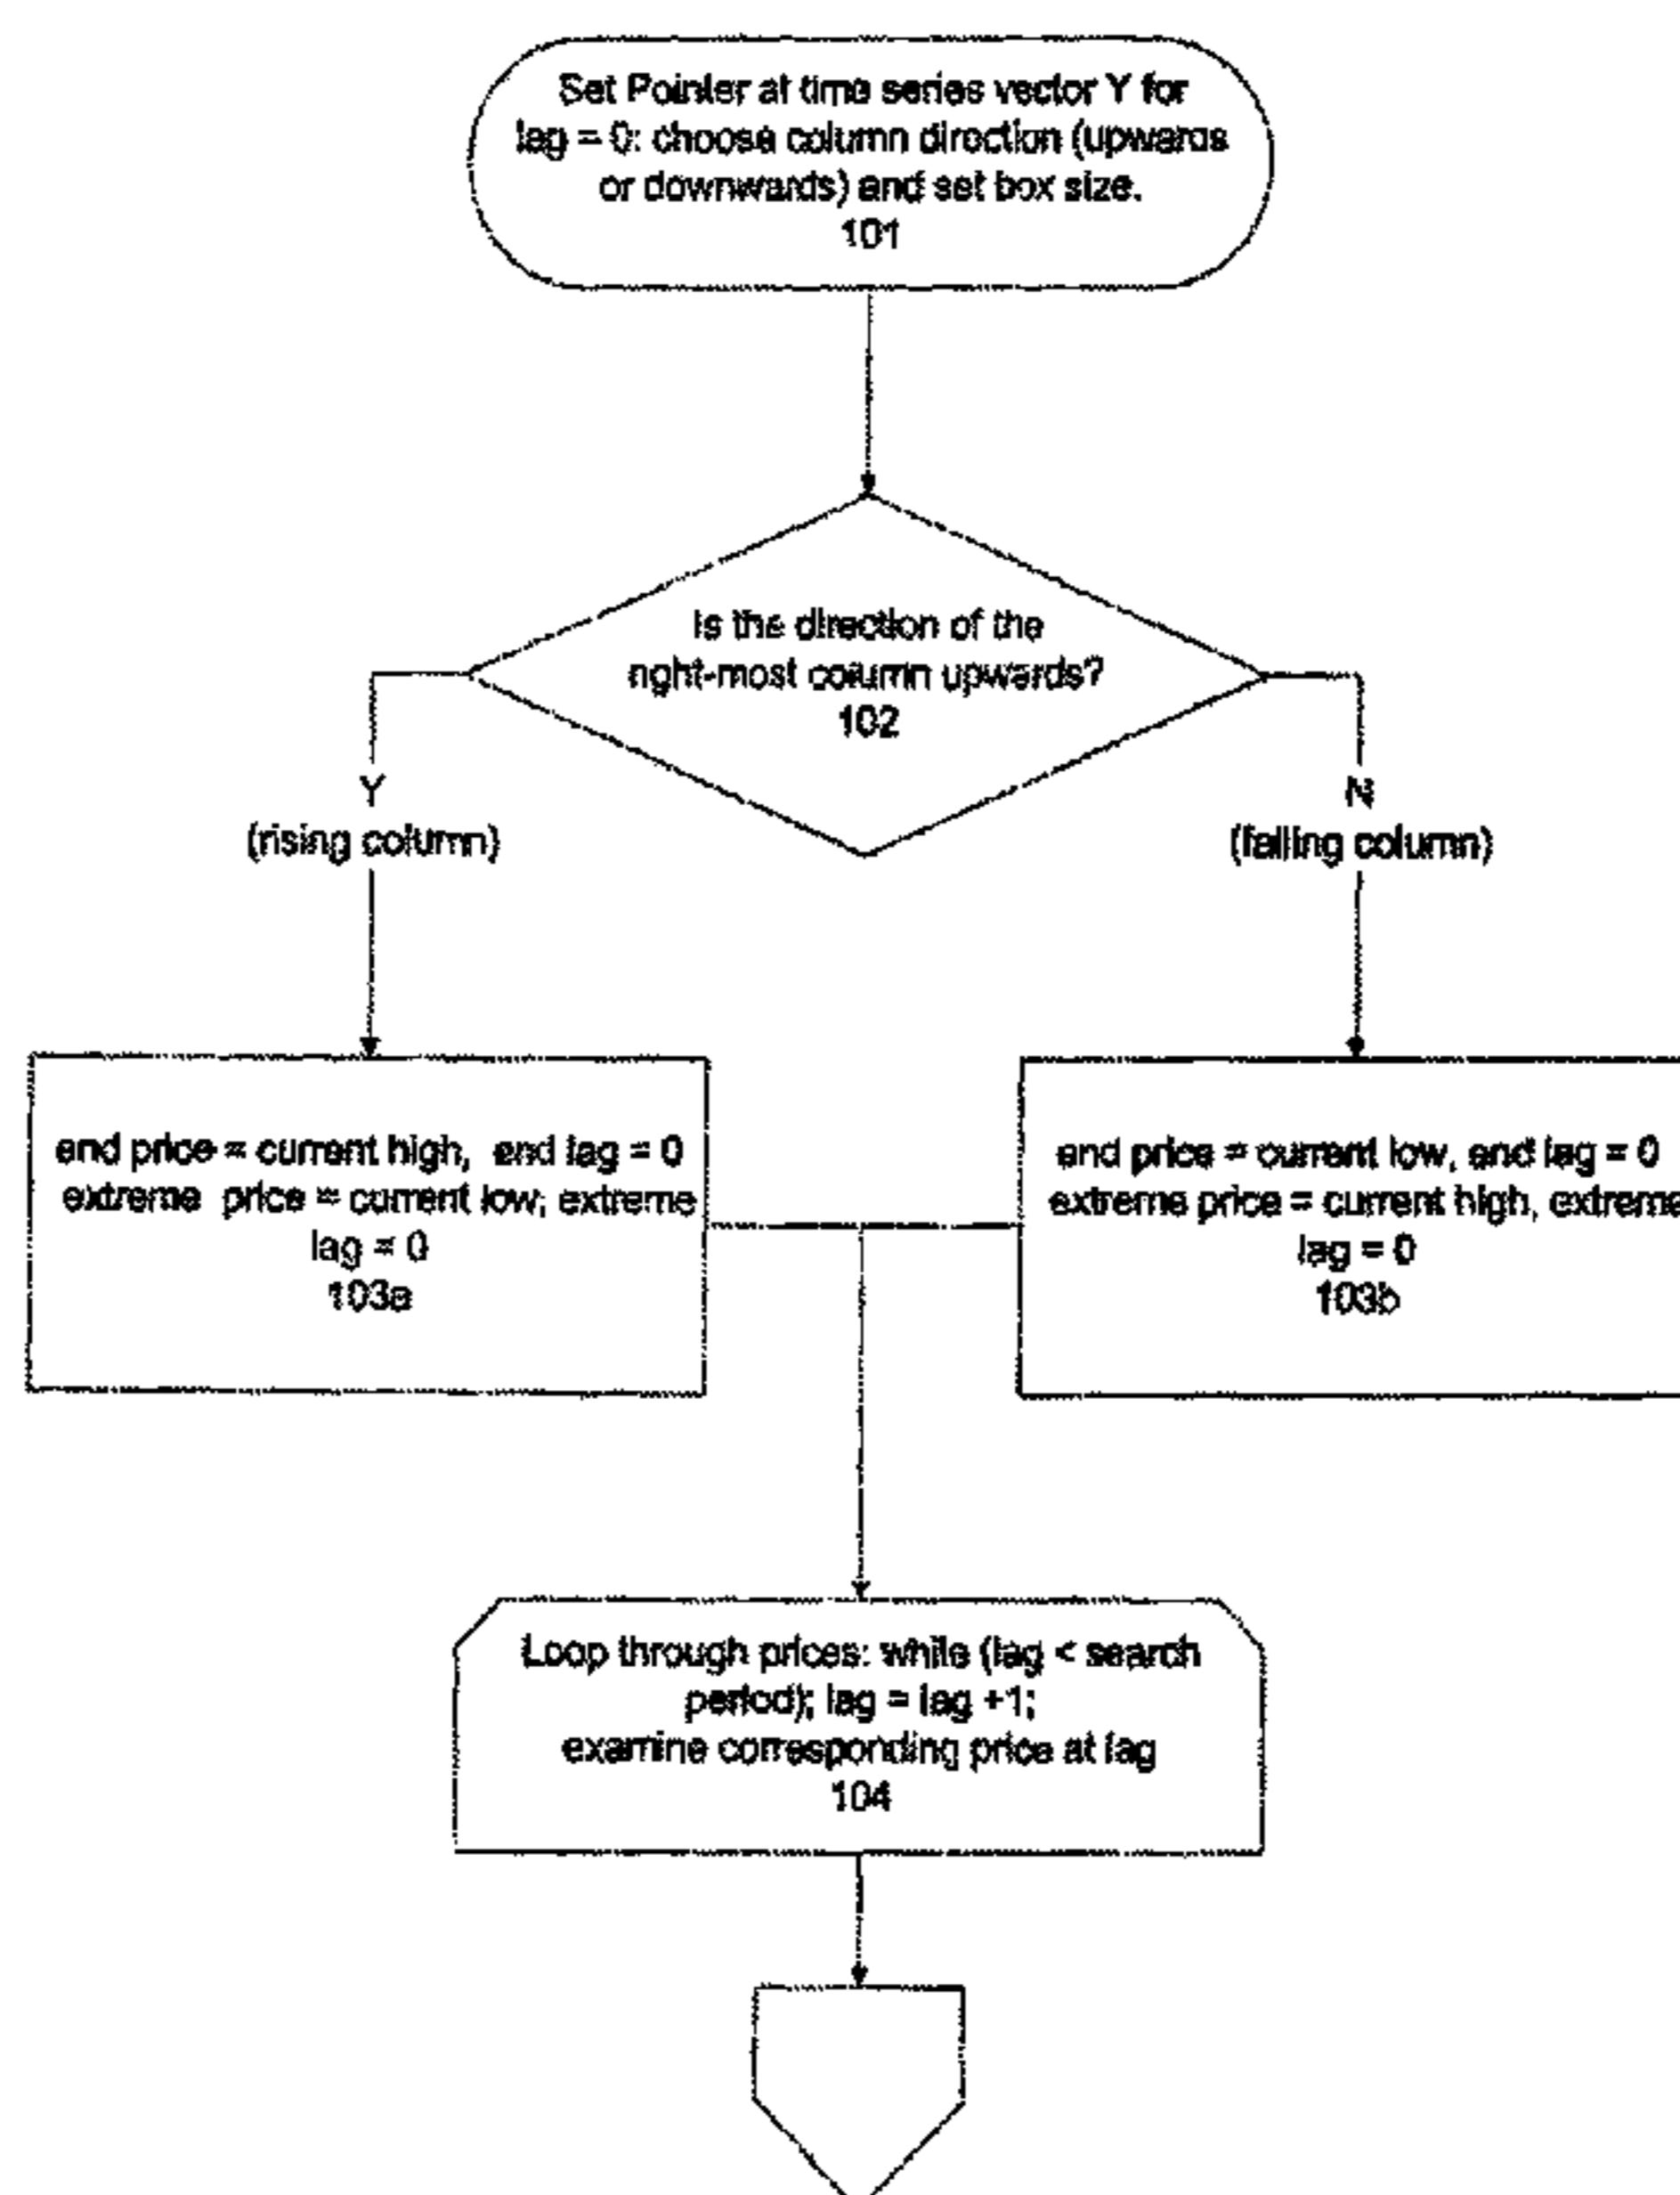 Set Pointer at time series vector Y for
lag = 0: choose column direction (upwards
or downwards) and set box size.
101
Is the direction of the
right-most column upwards?
102
Y
(rising column)
N
(falling column)
end price = current high, end lag = 0
extreme price = current low; extreme
lag = 0
103a
end price = current low, end lag = 0
extreme price = current high, extreme
lag = 0
103b
Loop through prices: while (lag < search
period); lag = lag +1;
examine corresponding price at lag
104